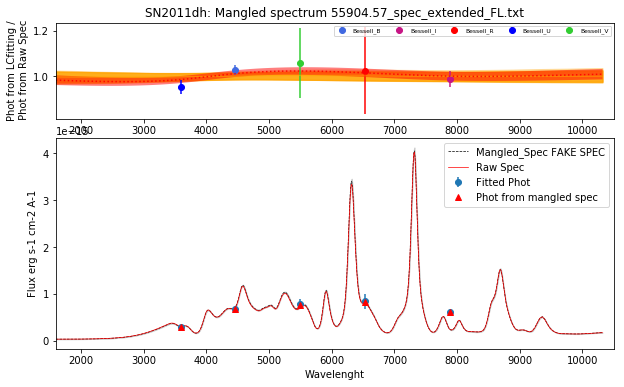 SN2011dh: Mangled spectrum 55904.57_spec_extended_FL.txt
Phot from LCfitting /
Phot from Raw Spec
1.2
1.0
Bessell_B
Bessell_I
Bessell_R
Bessell_U
Bessell_V
2000 3000 4000 5000 6000 7000 8000 9000 10000
Flux erg s-1 cm-2 A-1
4
3
2
1
0
Mangled_Spec FAKE SPEC
Raw Spec
Fitted Phot
Phot from mangled spec
2000 3000 4000 5000 6000 7000 8000 9000 10000
Wavelenght